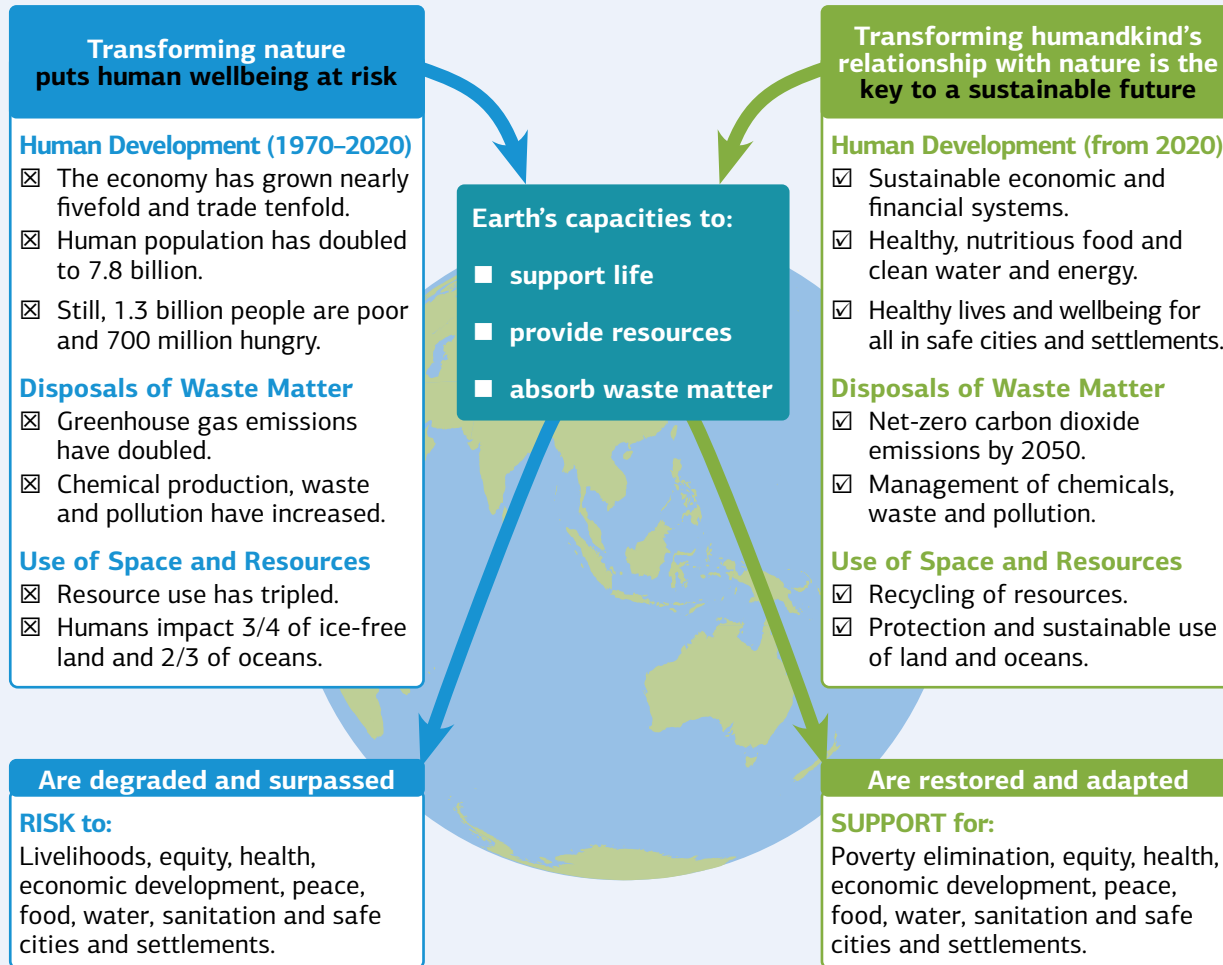 Transforming nature
puts human wellbeing at risk
Human Development (1970–2020)
☒ The economy has grown nearly
fivefold and trade tenfold.
☒ Human population has doubled
to 7.8 billion.
☒ Still, 1.3 billion people are poor
and 700 million hungry.
Disposals of Waste Matter
☒ Greenhouse gas emissions
have doubled.
☒ Chemical production, waste
and pollution have increased.
Use of Space and Resources
☒ Resource use has tripled.
☒ Humans impact 3/4 of ice-free
land and 2/3 of oceans.
Earth's capacities to:
■ support life
■ provide resources
■ absorb waste matter
Transforming humandkind's
relationship with nature is the
key to a sustainable future
Human Development (from 2020)
☑ Sustainable economic and
financial systems.
☑ Healthy, nutritious food and
clean water and energy.
☑ Healthy lives and wellbeing for
all in safe cities and settlements.
Disposals of Waste Matter
☑ Net-zero carbon dioxide
emissions by 2050.
☑ Management of chemicals,
waste and pollution.
Use of Space and Resources
☑ Recycling of resources.
☑ Protection and sustainable use
of land and oceans.
Are degraded and surpassed
RISK to:
Livelihoods, equity, health,
economic development, peace,
food, water, sanitation and safe
cities and settlements.
Are restored and adapted
SUPPORT for:
Poverty elimination, equity, health,
economic development, peace,
food, water, sanitation and safe
cities and settlements.